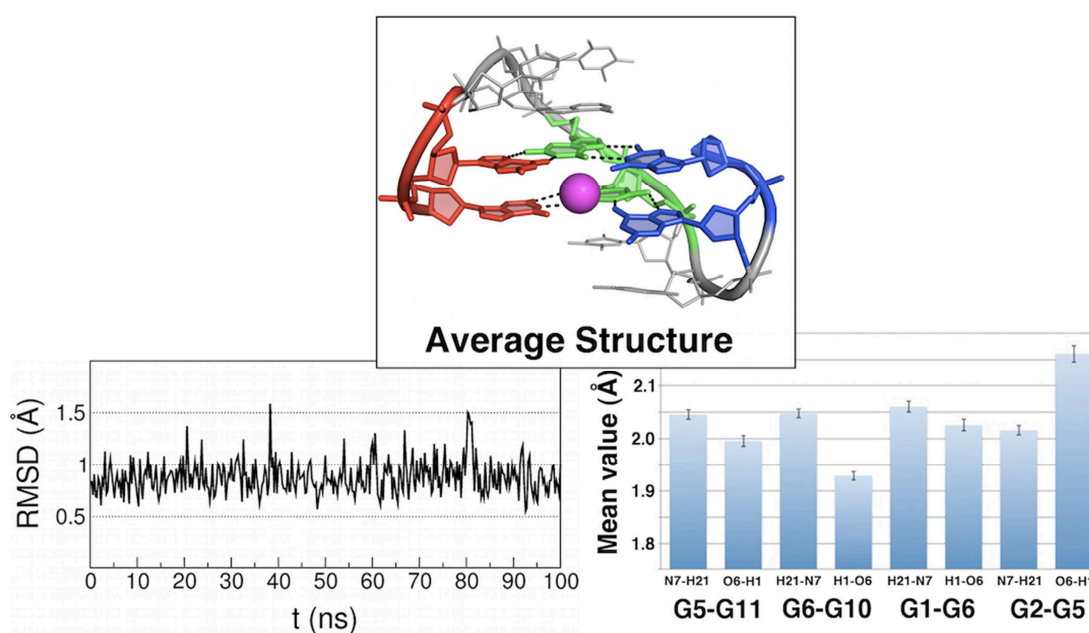 Average Structure
RMSD (Å)
1.5
1
0.5
0 10 20 30 40 50 60 70 80 90 100
t (ns)
Mean value (Å)
2.1
2.0
1.9
1.8
N7-H21 O6-H1 H21-N7 H1-O6 H21-N7 H1-O6 N7-H21 O6-H1
G5-G11 G6-G10 G1-G6 G2-G5